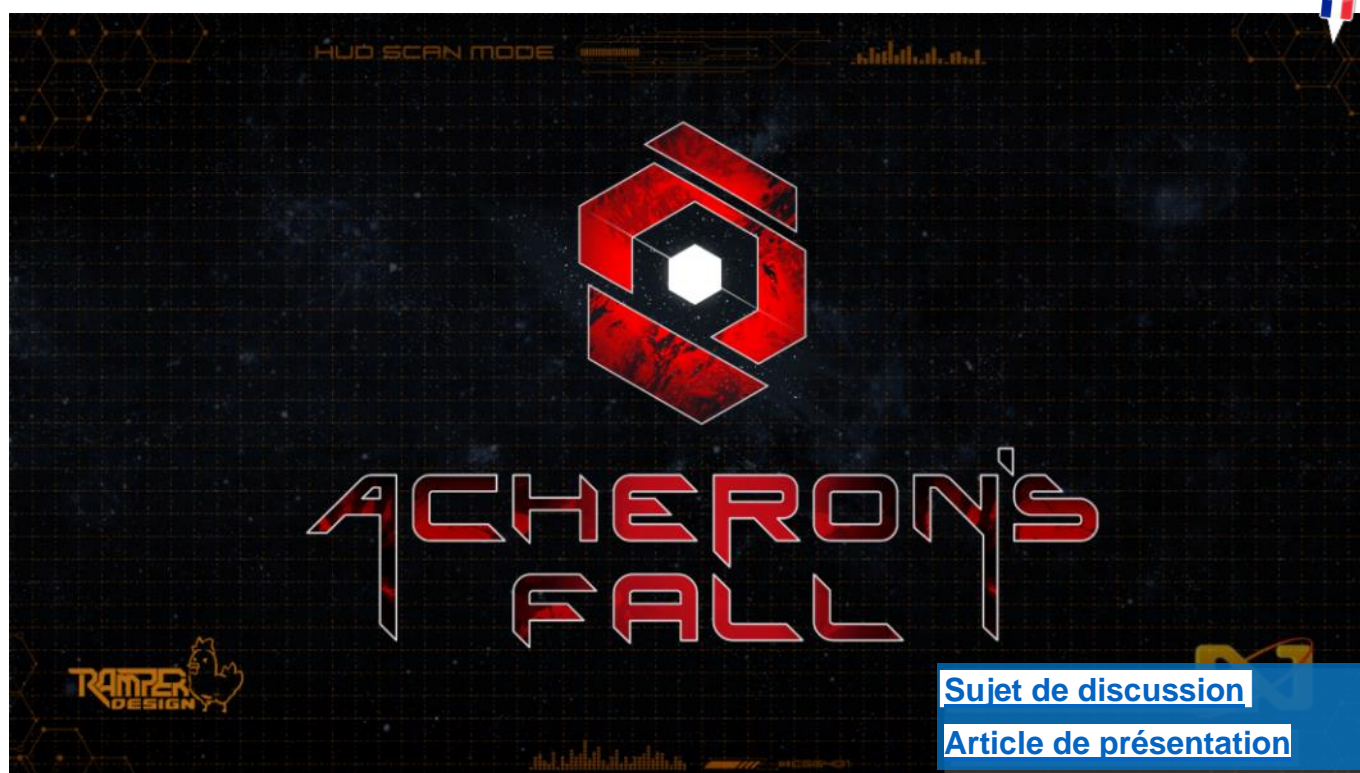 HUD SCAN MODE
ACHERON'S
FALL
RAMPER
DESIGN
Sujet de discussion
Article de présentation